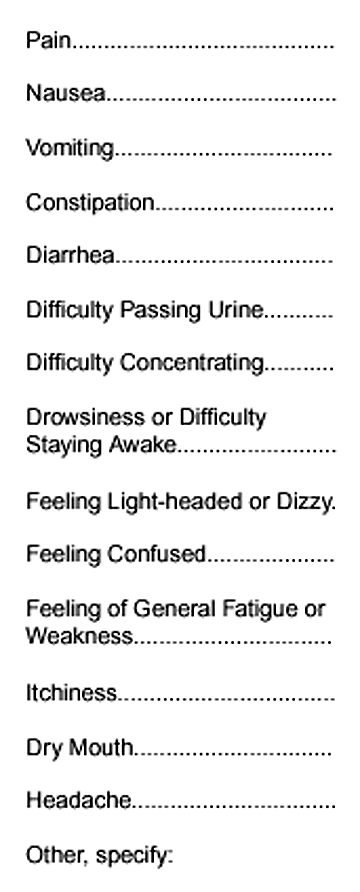 Pain..........................................
Nausea.....................................
Vomiting...................................
Constipation.............................
Diarrhea...................................
Difficulty Passing Urine...........
Difficulty Concentrating...........
Drowsiness or Difficulty
Staying Awake.........................
Feeling Light-headed or Dizzy.
Feeling Confused....................
Feeling of General Fatigue or
Weakness................................
Itchiness...................................
Dry Mouth................................
Headache.................................
Other, specify: